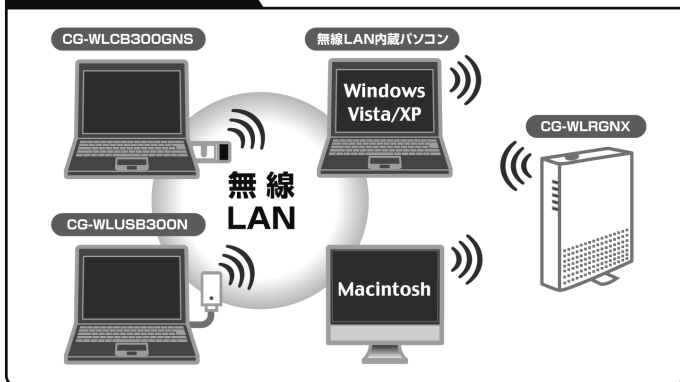 CG-WLCB300GNS
無線LAN内蔵パソコン
Windows
Vista/XP
CG-WLRGNX
無線
LAN
CG-WLUSB300N
Macintosh